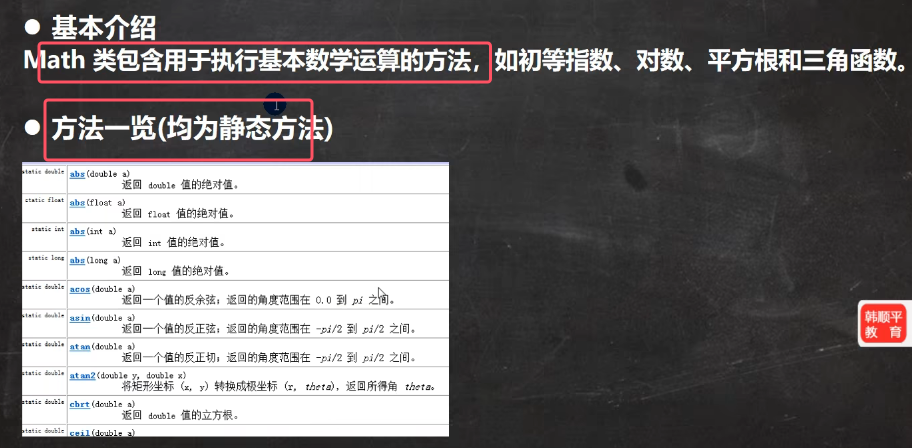 ● 基本介绍
Math 类包含用于执行基本数学运算的方法，如初等指数、对数、平方根和三角函数。
● 方法一览(均为静态方法)
static double abs(double a)
返回 double 值的绝对值。
static float abs(float a)
返回 float 值的绝对值。
static int abs(int a)
返回 int 值的绝对值。
static long abs(long a)
返回 long 值的绝对值。
static double acos(double a)
返回一个值的反余弦；返回的角度范围在 0.0 到 pi 之间。
static double asin(double a)
返回一个值的反正弦；返回的角度范围在 -pi/2 到 pi/2 之间。
static double atan(double a)
返回一个值的反正切；返回的角度范围在 -pi/2 到 pi/2 之间。
static double atan2(double y, double x)
将矩形坐标 (x, y) 转换成极坐标 (r, theta)，返回所得角 theta。
static double cbrt(double a)
返回 double 值的立方根。
static double ceil(double a)
韩顺平
教 育